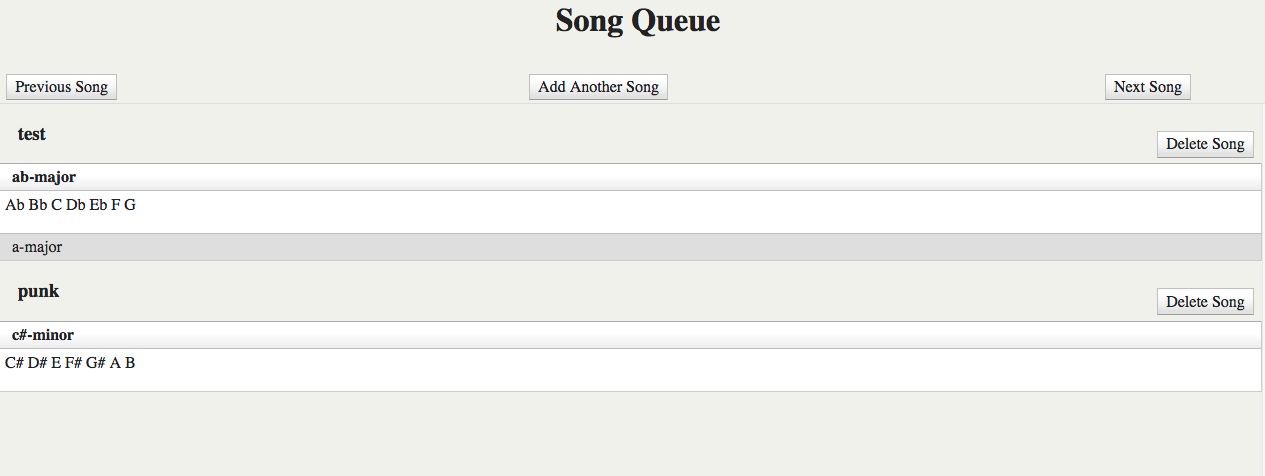 Song Queue
Previous Song Add Another Song Next Song
test
Delete Song
ab-major
Ab Bb C Db Eb F G
a-major
punk
Delete Song
c#-minor
C# D# E F# G# A B